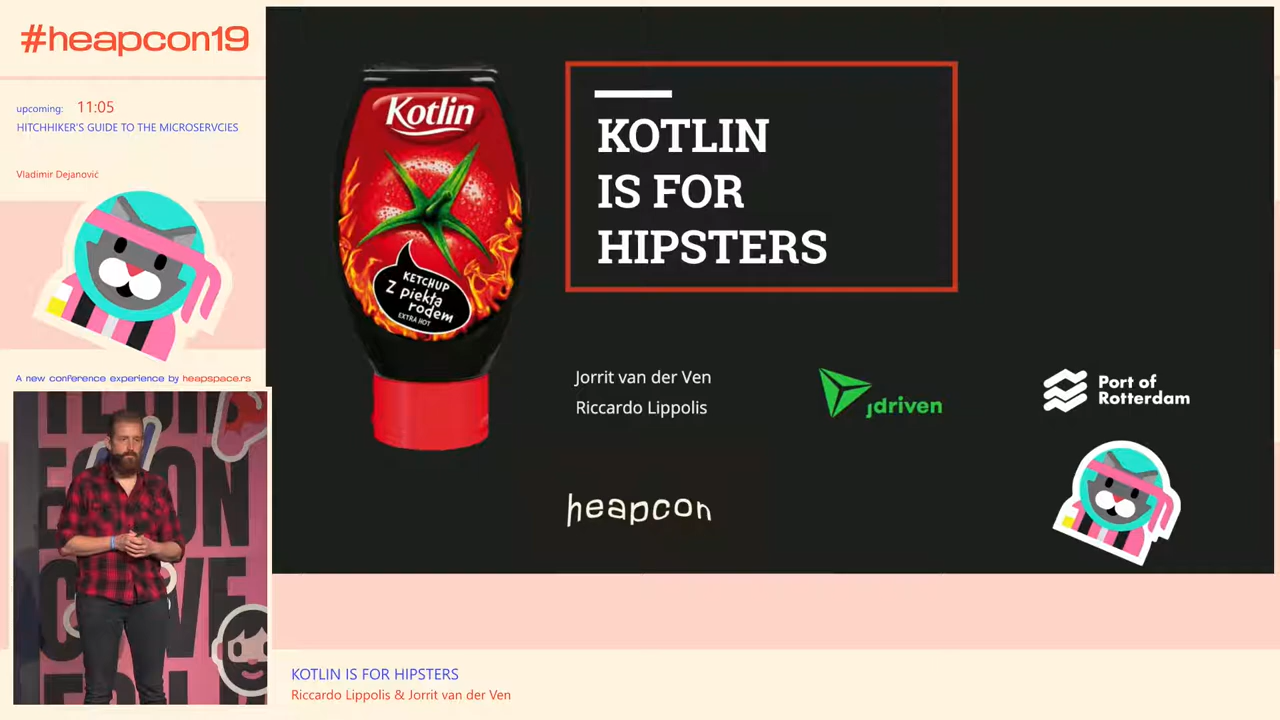 #heapcon19
upcoming: 11:05
HITCHHIKER'S GUIDE TO THE MICROSERVCIES
Vladimir Dejanović
A new conference experience by heapspace.rs
Kotlin
KETCHUP
Z piekła
rodem
EXTRA HOT
KOTLIN
IS FOR
HIPSTERS
Jorrit van der Ven
Riccardo Lippolis
jdriven
Port of
Rotterdam
heapcon
KOTLIN IS FOR HIPSTERS
Riccardo Lippolis & Jorrit van der Ven